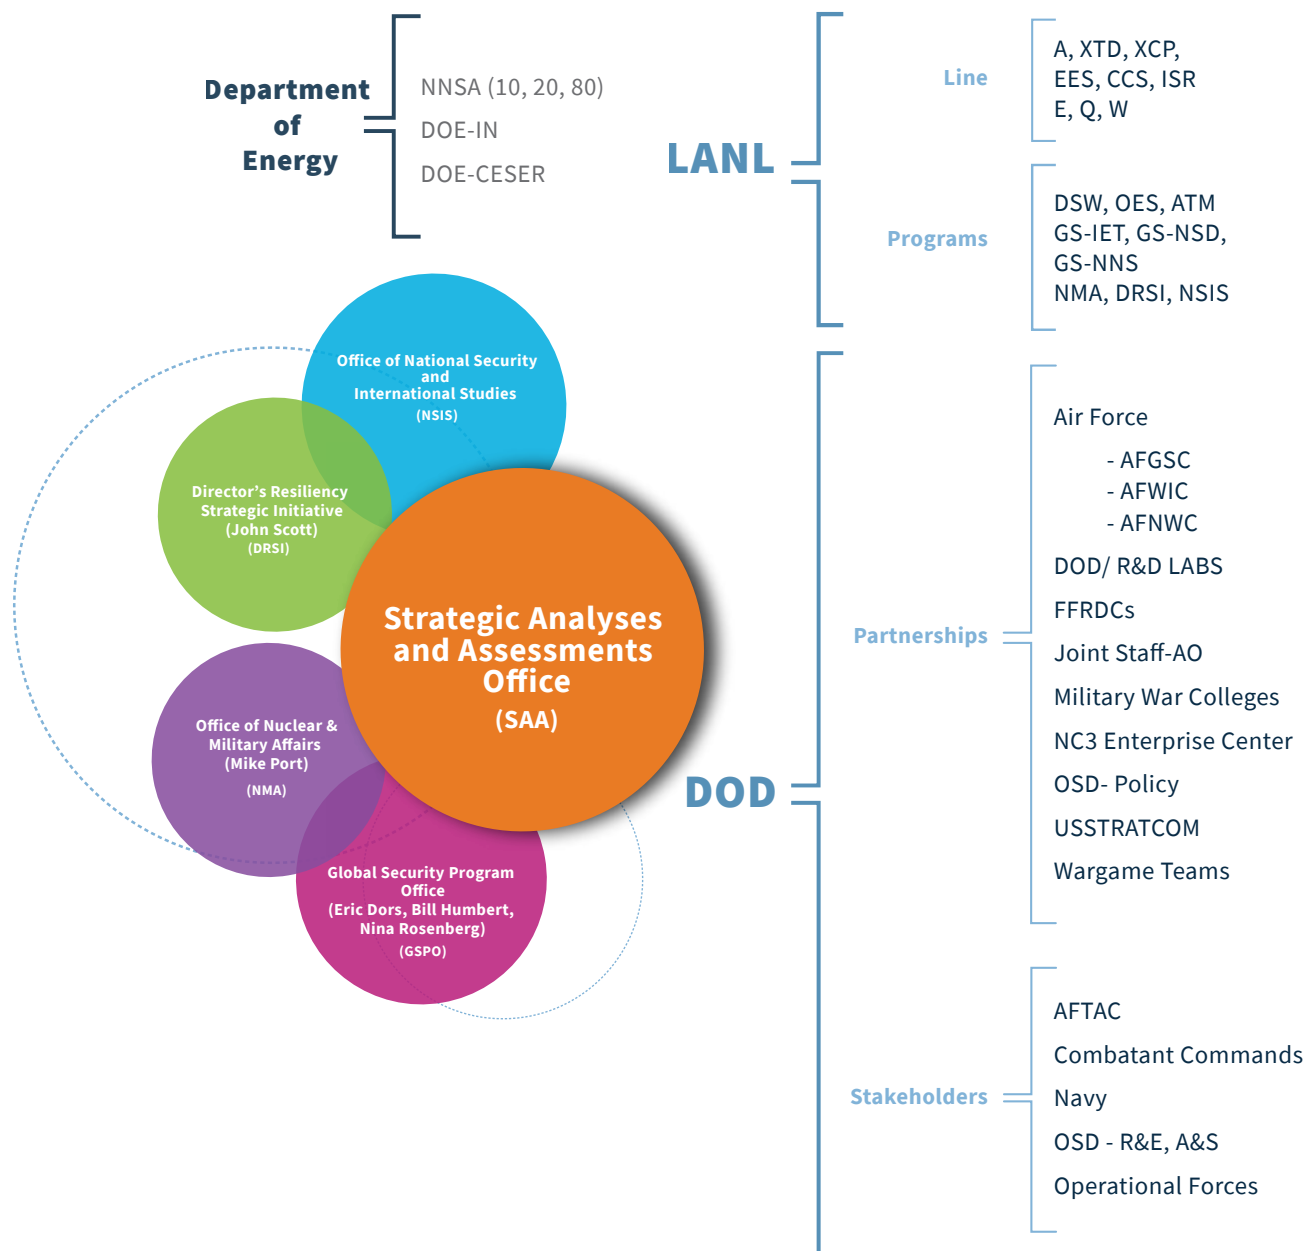 Department
of
Energy
NNSA (10, 20, 80)
DOE-IN
DOE-CESER
LANL
Line
A, XTD, XCP,
EES, CCS, ISR
E, Q, W
Programs
DSW, OES, ATM
GS-IET, GS-NSD,
GS-NNS
NMA, DRSI, NSIS
Office of National Security
and
International Studies
(NSIS)
Director’s Resiliency
Strategic Initiative
(John Scott)
(DRSI)
Strategic Analyses
and Assessments
Office
(SAA)
Office of Nuclear &
Military Affairs
(Mike Port)
(NMA)
Global Security Program
Office
(Eric Dors, Bill Humbert,
Nina Rosenberg)
(GSPO)
DOD
Partnerships
Air Force
- AFGSC
- AFWIC
- AFNWC
DOD/ R&D LABS
FFRDCs
Joint Staff-AO
Military War Colleges
NC3 Enterprise Center
OSD- Policy
USSTRATCOM
Wargame Teams
Stakeholders
AFTAC
Combatant Commands
Navy
OSD - R&E, A&S
Operational Forces